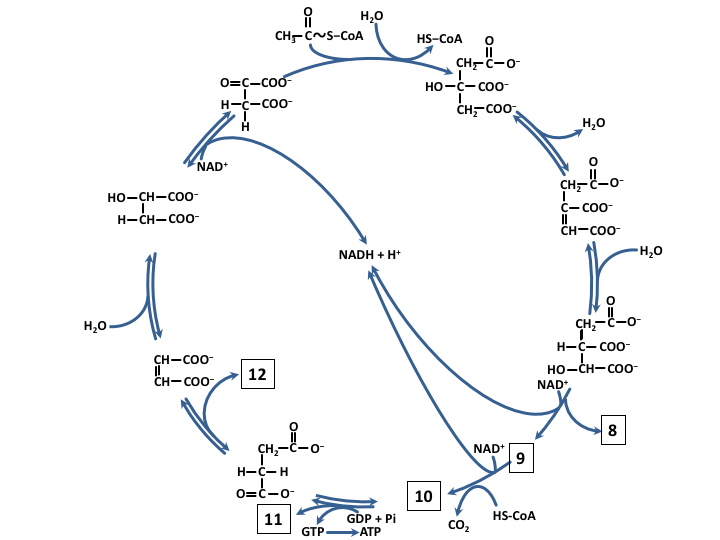 O
CH₃–C~S–CoA
H₂O
HS–CoA
O
CH₂–C–O⁻
HO–C–COO⁻
CH₂–COO⁻
O=C–COO⁻
H–C–COO⁻
H
H₂O
NAD⁺
O
CH₂–C–O⁻
C–COO⁻
CH–COO⁻
HO–CH–COO⁻
H–CH–COO⁻
NADH + H⁺
H₂O
O
CH₂–C–O⁻
H–C–COO⁻
HO–CH–COO⁻
NAD⁺
H₂O
CH–COO⁻
CH–COO⁻
12
8
O
CH₂–C–O⁻
H–C–H
O=C–O⁻
NAD⁺
9
10
11
GDP + Pi
GTP
ATP
CO₂
HS-CoA